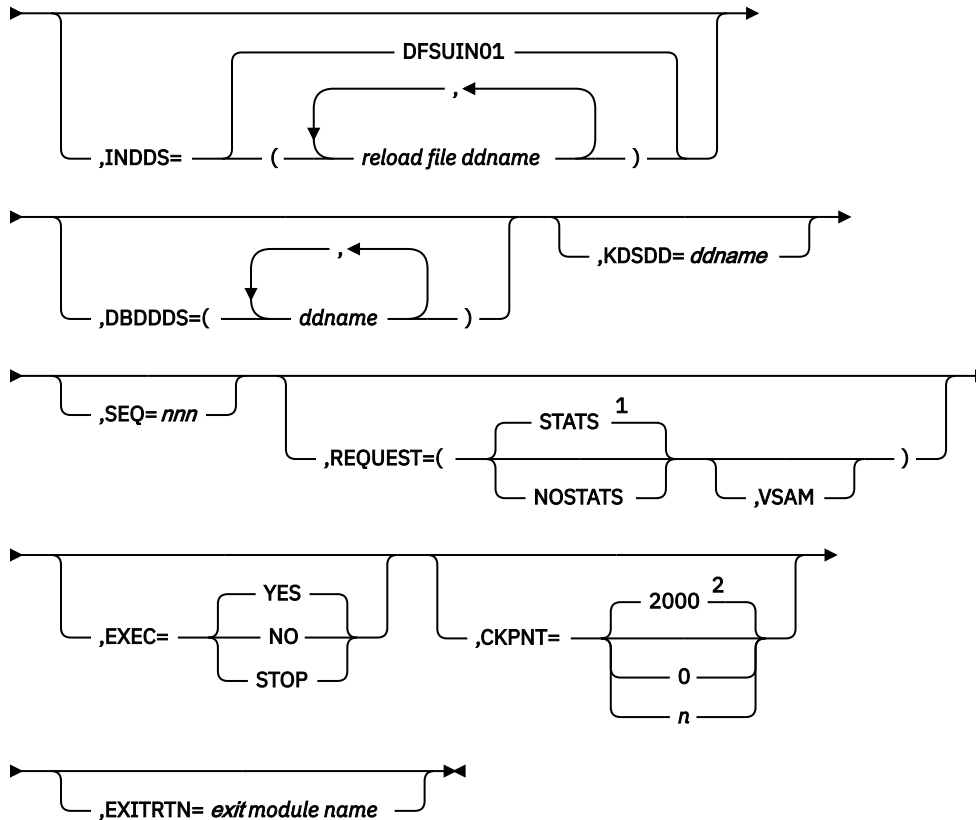 DFSUIN01
,
,INDDS= ( reload file ddname )
,
,KDSDD= ddname
,DBDDDS=( ddname )
,SEQ= nnn
STATS 1
,REQUEST=( )
NOSTATS ,VSAM
YES 2000 2
,EXEC= NO ,CKPNT=
STOP 0
n
,EXITRTN= exit module name